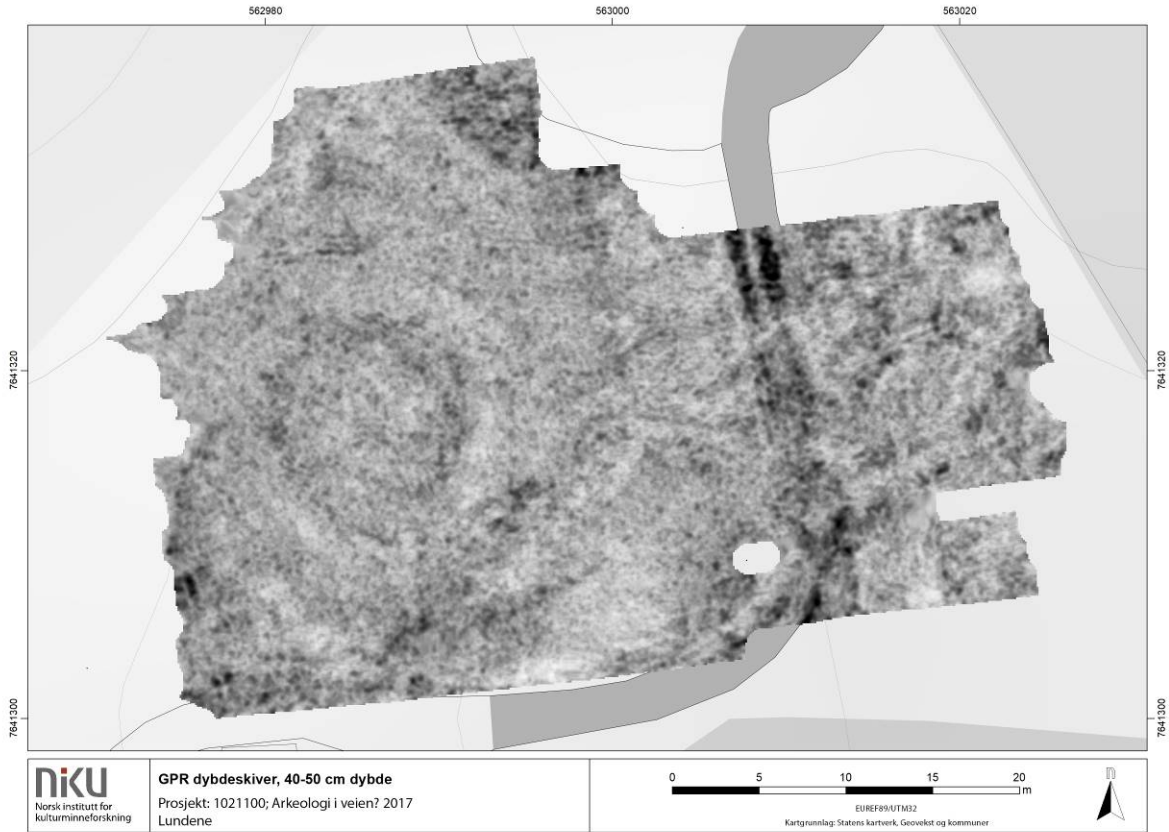 562980
563000
563020
7641320
7641320
7641300
7641300
niku
Norsk institutt for
kulturminneforskning
GPR dybdeskiver, 40-50 cm dybde
Prosjekt: 1021100; Arkeologi i veien? 2017
Lundene
0 5 10 15 20
m
EUREF89/UTM32
Kartgrunnlag: Statens kartverk, Geovekst og kommuner
n